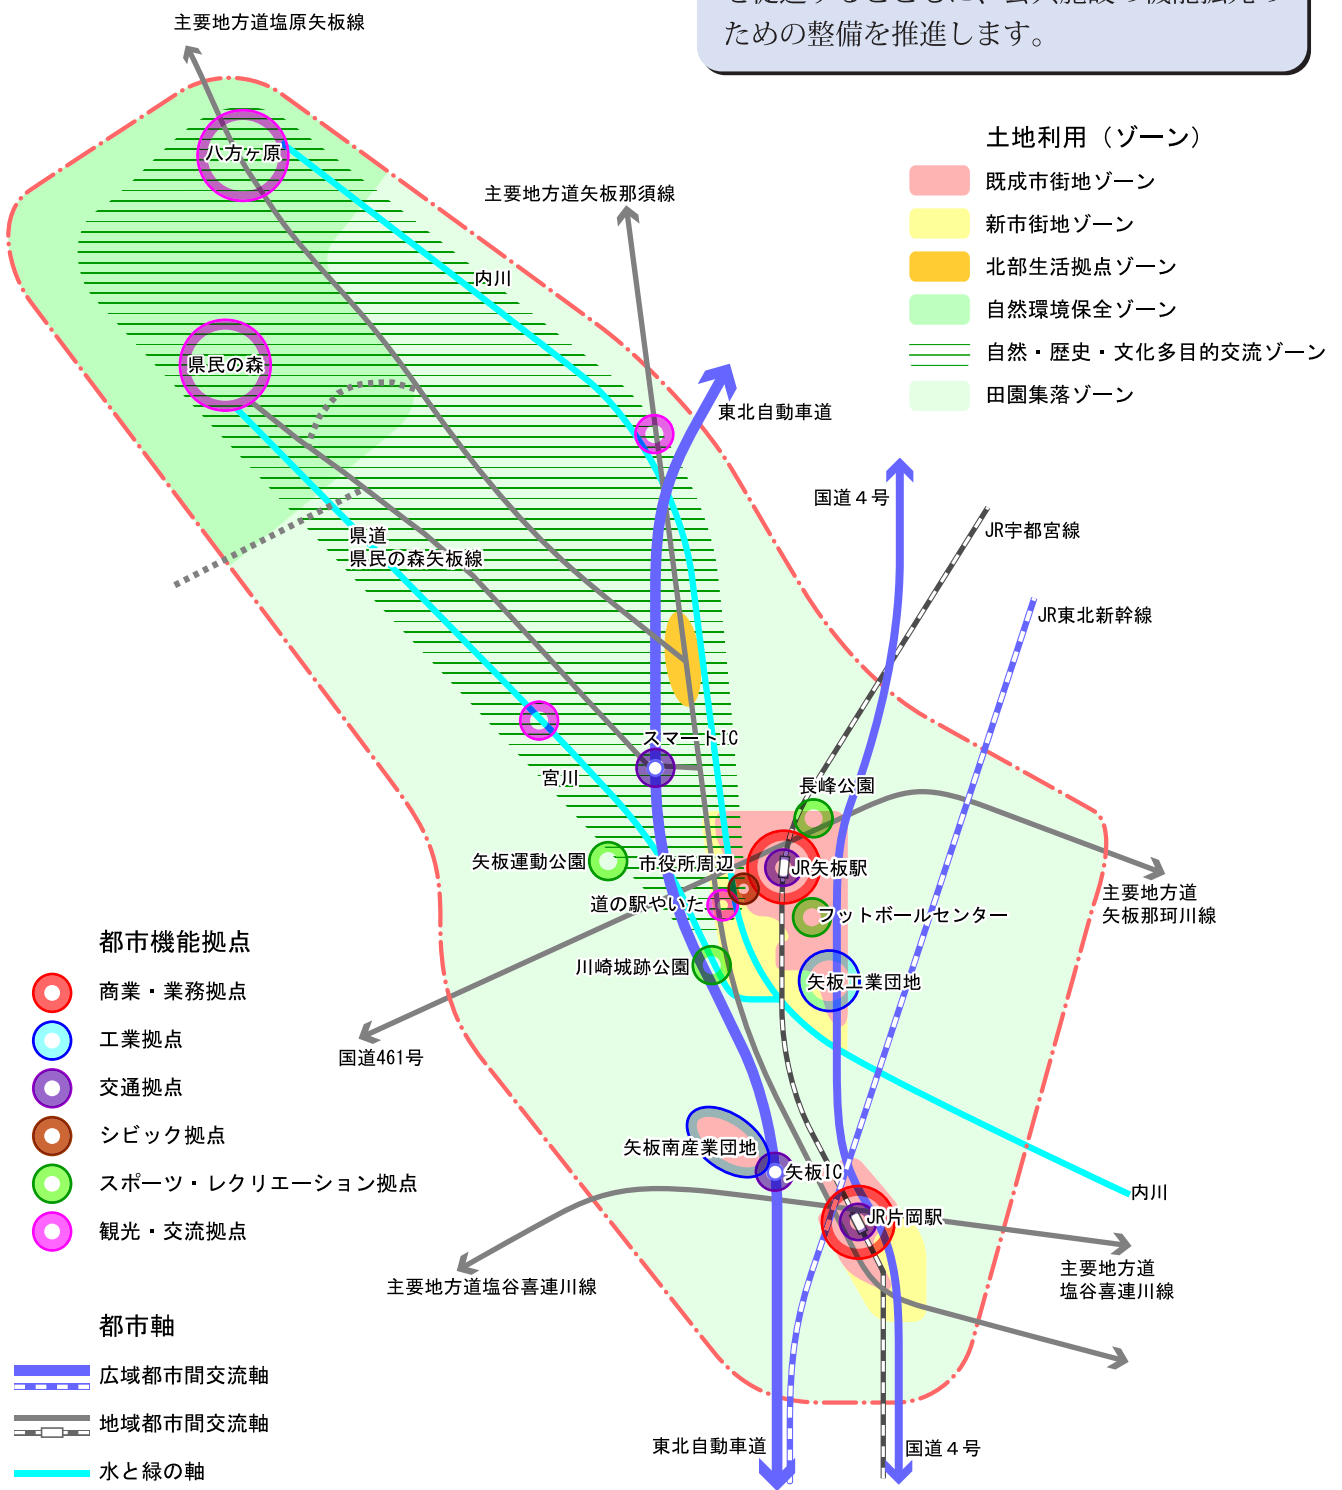 ための整備を推進します。
主要地方道塩原矢板線
八方ヶ原
主要地方道矢板那須線
内川
県民の森
東北自動車道
国道４号
JR宇都宮線
県道
県民の森矢板線
JR東北新幹線
スマートIC
宮川
長峰公園
矢板運動公園
市役所周辺
JR矢板駅
道の駅やいた
フットボールセンター
主要地方道
矢板那珂川線
川崎城跡公園
矢板工業団地
国道461号
矢板南産業団地
矢板IC
内川
JR片岡駅
主要地方道塩谷喜連川線
主要地方道
塩谷喜連川線
東北自動車道
国道４号
土地利用（ゾーン）
既成市街地ゾーン
新市街地ゾーン
北部生活拠点ゾーン
自然環境保全ゾーン
自然・歴史・文化多目的交流ゾーン
田園集落ゾーン
都市機能拠点
商業・業務拠点
工業拠点
交通拠点
シビック拠点
スポーツ・レクリエーション拠点
観光・交流拠点
都市軸
広域都市間交流軸
地域都市間交流軸
水と緑の軸